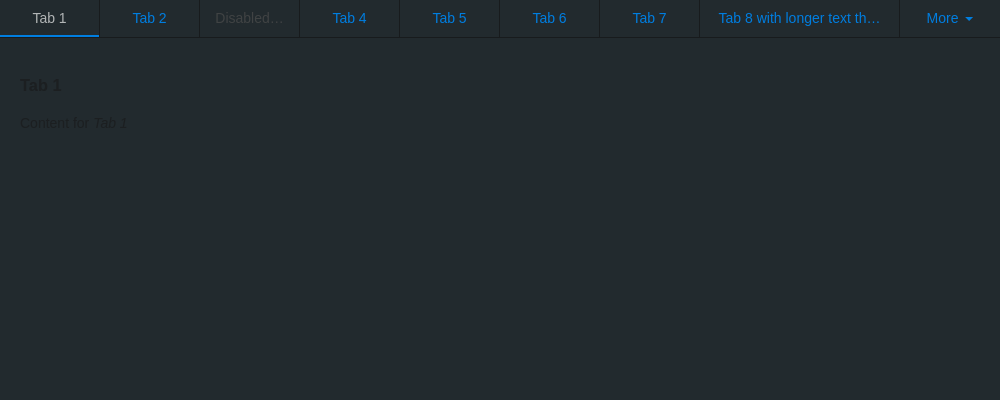 Tab 1 Tab 2 Disabled… Tab 4 Tab 5 Tab 6 Tab 7 Tab 8 with longer text th… More
Tab 1
Content for Tab 1